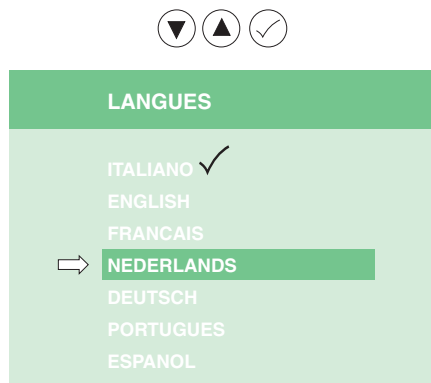 LANGUES
ITALIANO
ENGLISH
FRANCAIS
NEDERLANDS
DEUTSCH
PORTUGUES
ESPANOL